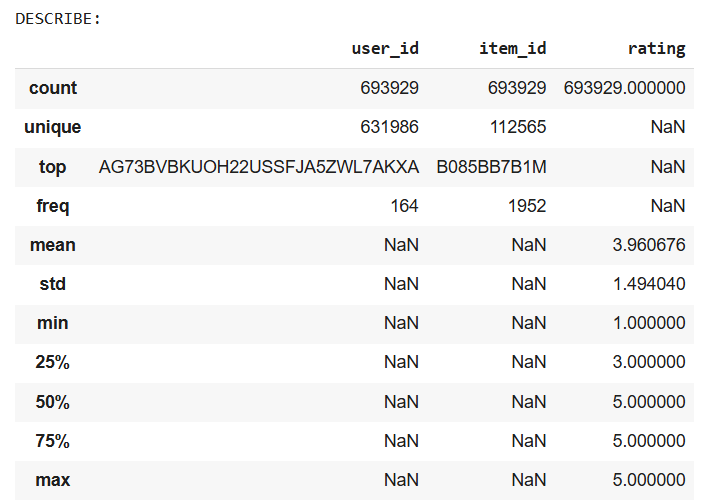 DESCRIBE:
user_id item_id rating
count 693929 693929 693929.000000
unique 631986 112565 NaN
top AG73BVBKUOH22USSFJA5ZWL7AKXA B085BB7B1M NaN
freq 164 1952 NaN
mean NaN NaN 3.960676
std NaN NaN 1.494040
min NaN NaN 1.000000
25% NaN NaN 3.000000
50% NaN NaN 5.000000
75% NaN NaN 5.000000
max NaN NaN 5.000000